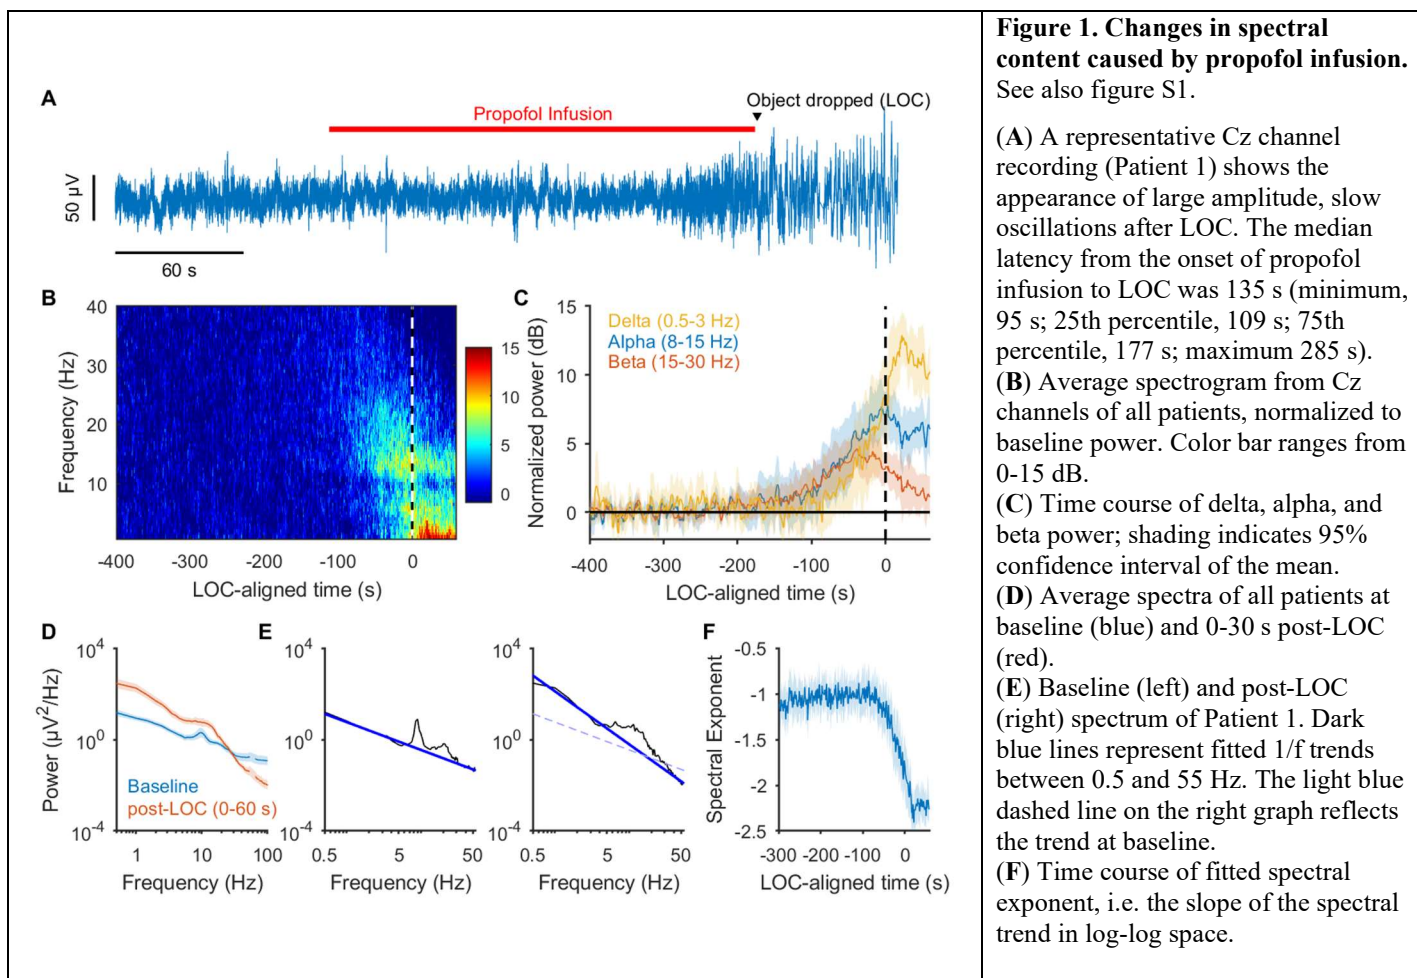 A
Propofol Infusion
Object dropped (LOC)
50 µV
60 s
B
Frequency (Hz)
40
30
20
10
-400 -300 -200 -100 0
LOC-aligned time (s)
15
10
5
0
C
Normalized power (dB)
15
10
5
0
Delta (0.5-3 Hz)
Alpha (8-15 Hz)
Beta (15-30 Hz)
-400 -300 -200 -100 0
LOC-aligned time (s)
D
Power (µV²/Hz)
10⁴
10⁰
10⁻⁴
Baseline
post-LOC (0-60 s)
1 10 100
Frequency (Hz)
E
10⁴
10⁰
10⁻⁴
0.5 5 50
Frequency (Hz)
10⁴
10⁰
10⁻⁴
0.5 5 50
Frequency (Hz)
F
Spectral Exponent
-0.5
-1
-1.5
-2
-2.5
-300 -200 -100 0
LOC-aligned time (s)
Figure 1. Changes in spectral
content caused by propofol infusion.
See also figure S1.
(A) A representative Cz channel
recording (Patient 1) shows the
appearance of large amplitude, slow
oscillations after LOC. The median
latency from the onset of propofol
infusion to LOC was 135 s (minimum,
95 s; 25th percentile, 109 s; 75th
percentile, 177 s; maximum 285 s).
(B) Average spectrogram from Cz
channels of all patients, normalized to
baseline power. Color bar ranges from
0-15 dB.
(C) Time course of delta, alpha, and
beta power; shading indicates 95%
confidence interval of the mean.
(D) Average spectra of all patients at
baseline (blue) and 0-30 s post-LOC
(red).
(E) Baseline (left) and post-LOC
(right) spectrum of Patient 1. Dark
blue lines represent fitted 1/f trends
between 0.5 and 55 Hz. The light blue
dashed line on the right graph reflects
the trend at baseline.
(F) Time course of fitted spectral
exponent, i.e. the slope of the spectral
trend in log-log space.